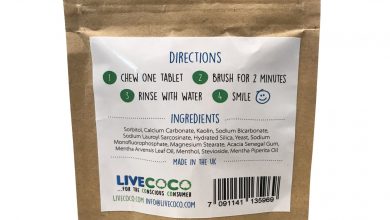 DIRECTIONS
1 CHEW ONE TABLET 2 BRUSH FOR 2 MINUTES
3 RINSE WITH WATER 4 SMILE
INGREDIENTS
Sorbitol, Calcium Carbonate, Kaolin, Sodium Bicarbonate,
Sodium Lauroyl Sarcosinate, Hydrated Silica, Yeast, Sodium
Monofluorophosphate, Magnesium Stearate, Acacia Senegal Gum,
Mentha Arvensis Leaf Oil, Menthol, Stevioside, Mentha Piperita Oil
MADE IN THE UK
LIVECOCO
...FOR THE CONSCIOUS CONSUMER
LIVECOCO.COM INFO@LIVECOCO.COM
7 091141 135969